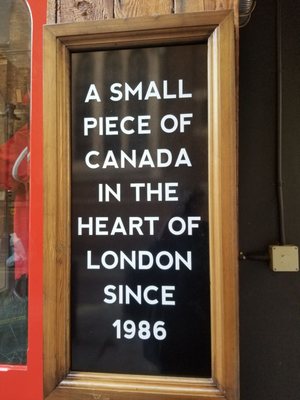 A SMALL
PIECE OF
CANADA
IN THE
HEART OF
LONDON
SINCE
1986